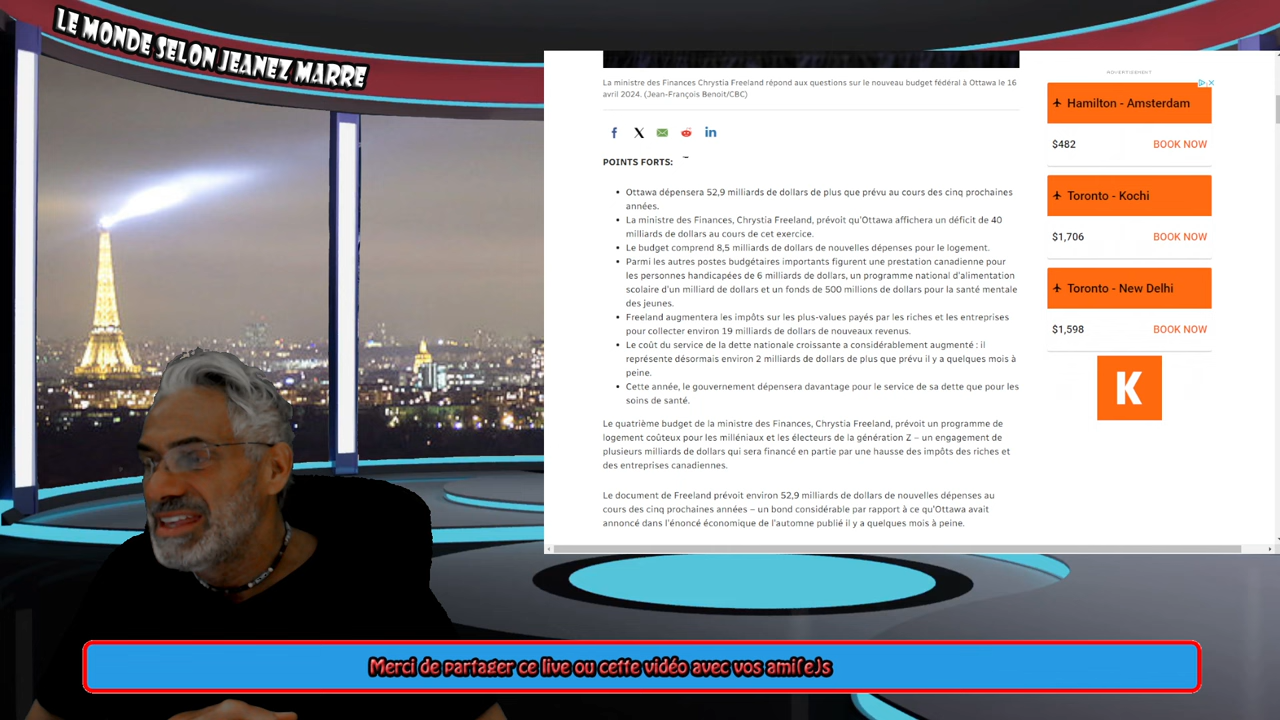 LE MONDE SELON JEANEZ MARRE
La ministre des Finances Chrystia Freeland répond aux questions sur le nouveau budget fédéral à Ottawa le 16
avril 2024. (Jean-François Benoit/CBC)
POINTS FORTS:
Ottawa dépensera 52,9 milliards de dollars de plus que prévu au cours des cinq prochaines
années.
La ministre des Finances, Chrystia Freeland, prévoit qu'Ottawa affichera un déficit de 40
milliards de dollars au cours de cet exercice.
Le budget comprend 8,5 milliards de dollars de nouvelles dépenses pour le logement.
Parmi les autres postes budgétaires importants figurent une prestation canadienne pour
les personnes handicapées de 6 milliards de dollars, un programme national d'alimentation
scolaire d'un milliard de dollars et un fonds de 500 millions de dollars pour la santé mentale
des jeunes.
Freeland augmentera les impôts sur les plus-values payés par les riches et les entreprises
pour collecter environ 19 milliards de dollars de nouveaux revenus.
Le coût du service de la dette nationale croissante a considérablement augmenté : il
représente désormais environ 2 milliards de dollars de plus que prévu il y a quelques mois à
peine.
Cette année, le gouvernement dépensera davantage pour le service de sa dette que pour les
soins de santé.
Le quatrième budget de la ministre des Finances, Chrystia Freeland, prévoit un programme de
logement coûteux pour les milléniaux et les électeurs de la génération Z – un engagement de
plusieurs milliards de dollars qui sera financé en partie par une hausse des impôts des riches et
des entreprises canadiennes.
Le document de Freeland prévoit environ 52,9 milliards de dollars de nouvelles dépenses au
cours des cinq prochaines années – un bond considérable par rapport à ce qu'Ottawa avait
annoncé dans l'énoncé économique de l'automne publié il y a quelques mois à peine.
ADVERTISEMENT
Hamilton - Amsterdam
$482 BOOK NOW
Toronto - Kochi
$1,706 BOOK NOW
Toronto - New Delhi
$1,598 BOOK NOW
K
Merci de partager ce live ou cette vidéo avec vos ami(e)s